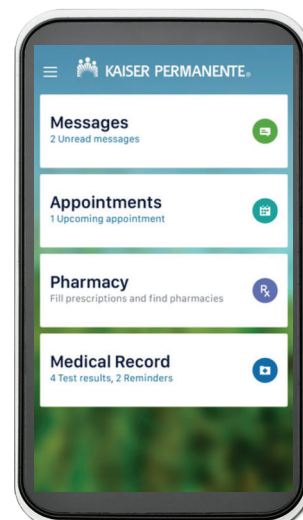 KAISER PERMANENTE®
Messages
2 Unread messages
Appointments
1 Upcoming appointment
Pharmacy
Fill prescriptions and find pharmacies
Rx
Medical Record
4 Test results, 2 Reminders